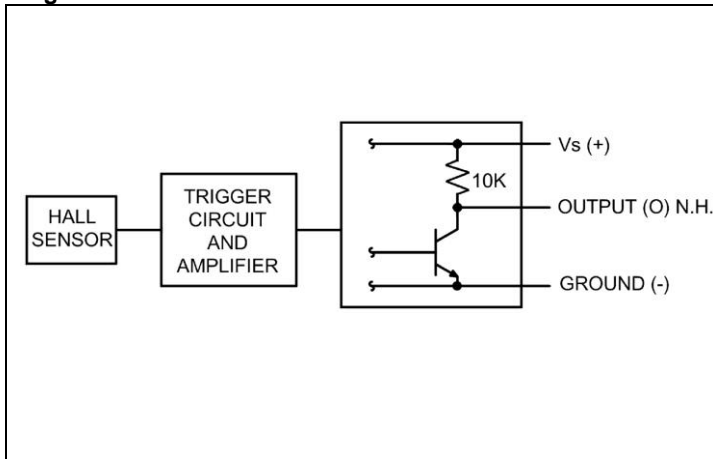 HALL
SENSOR
TRIGGER
CIRCUIT
AND
AMPLIFIER
10K
Vs (+)
OUTPUT (O) N.H.
GROUND (-)